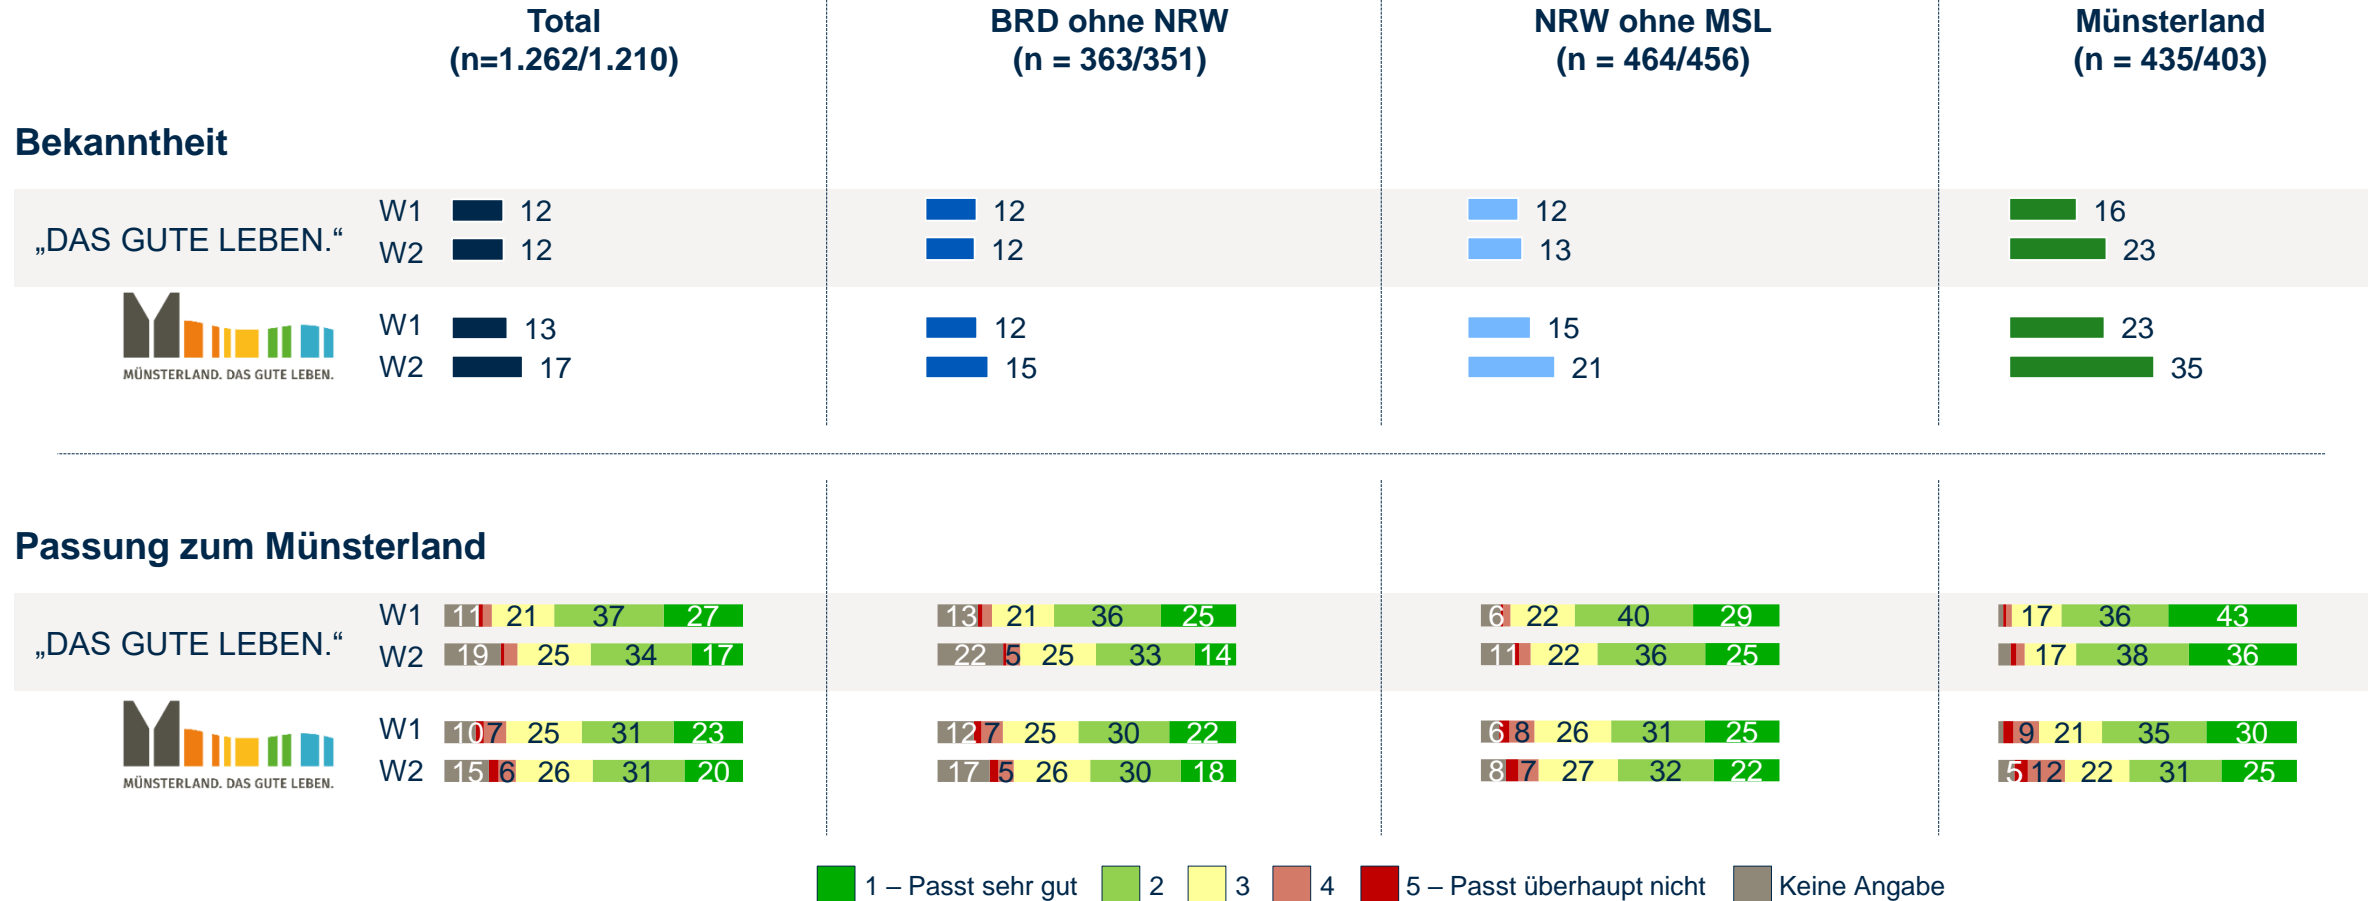 Total
(n=1.262/1.210)
BRD ohne NRW
(n = 363/351)
NRW ohne MSL
(n = 464/456)
Münsterland
(n = 435/403)
Bekanntheit
„DAS GUTE LEBEN.“
W1 12 12 12 16
W2 12 12 13 23
MÜNSTERLAND. DAS GUTE LEBEN.
W1 13 12 15 23
W2 17 15 21 35
Passung zum Münsterland
„DAS GUTE LEBEN.“
W1 11 21 37 27 13 21 36 25 6 22 40 29 17 36 43
W2 19 25 34 17 22 5 25 33 14 11 22 36 25 17 38 36
MÜNSTERLAND. DAS GUTE LEBEN.
W1 10 7 25 31 23 12 7 25 30 22 6 8 26 31 25 9 21 35 30
W2 15 6 26 31 20 17 5 26 30 18 8 7 27 32 22 5 12 22 31 25
1 – Passt sehr gut 2 3 4 5 – Passt überhaupt nicht Keine Angabe